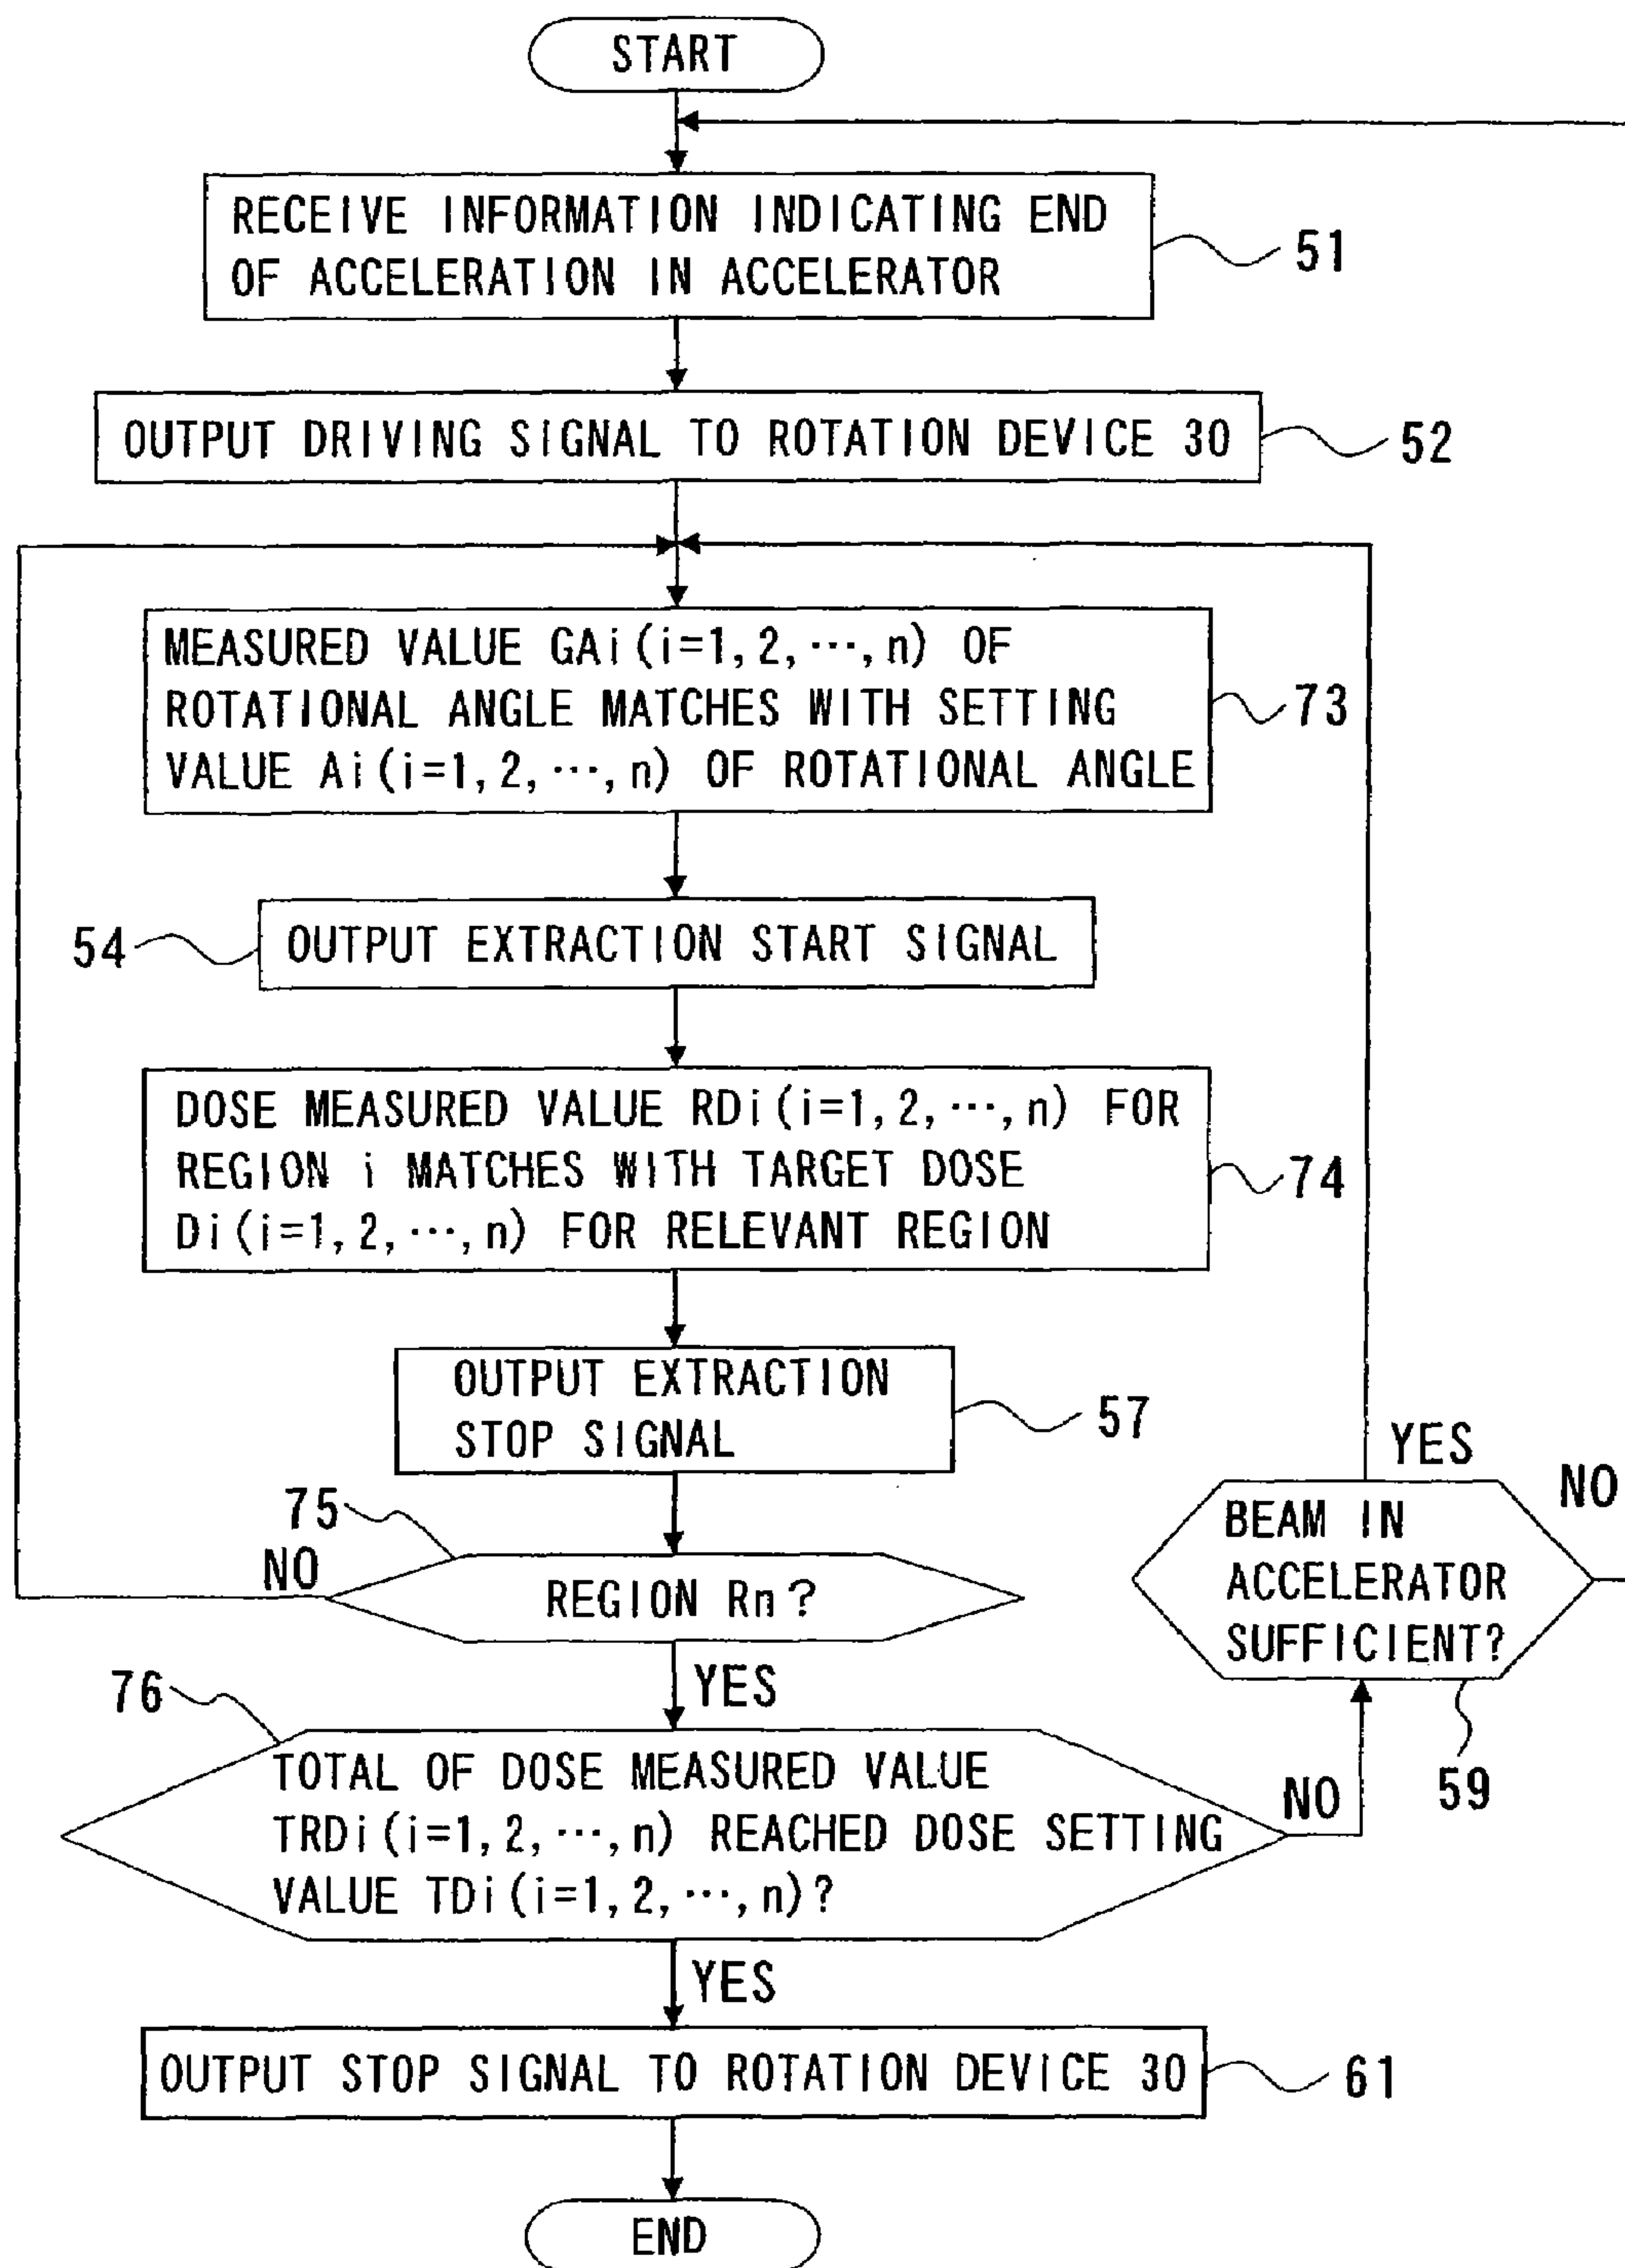 START
RECEIVE INFORMATION INDICATING END
OF ACCELERATION IN ACCELERATOR
51
OUTPUT DRIVING SIGNAL TO ROTATION DEVICE 30
52
MEASURED VALUE GAi(i=1, 2, ⋯, n) OF
ROTATIONAL ANGLE MATCHES WITH SETTING
VALUE Ai(i=1, 2, ⋯, n) OF ROTATIONAL ANGLE
73
54
OUTPUT EXTRACTION START SIGNAL
DOSE MEASURED VALUE RDi(i=1, 2, ⋯, n) FOR
REGION i MATCHES WITH TARGET DOSE
Di(i=1, 2, ⋯, n) FOR RELEVANT REGION
74
OUTPUT EXTRACTION
STOP SIGNAL
57
75
NO
REGION Rn?
YES
YES
NO
BEAM IN
ACCELERATOR
SUFFICIENT?
59
76
TOTAL OF DOSE MEASURED VALUE
TRDi(i=1, 2, ⋯, n) REACHED DOSE SETTING
VALUE TDi(i=1, 2, ⋯, n)?
NO
YES
OUTPUT STOP SIGNAL TO ROTATION DEVICE 30
61
END